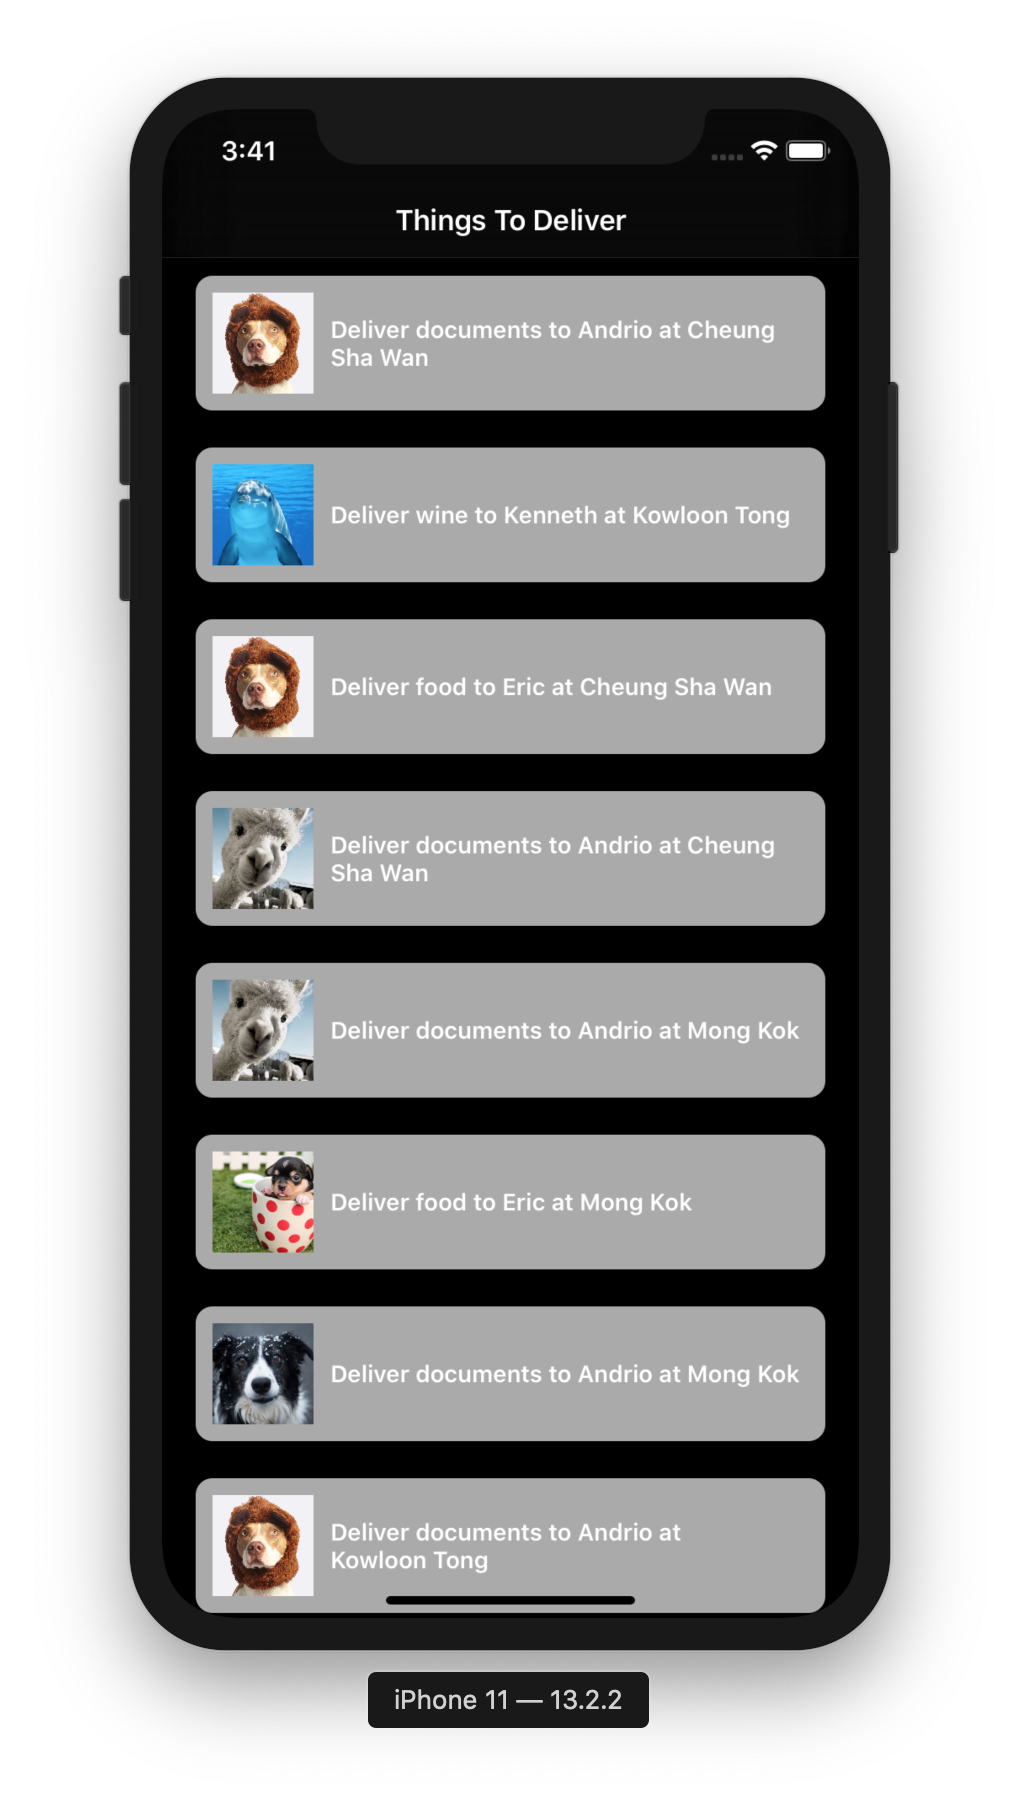 3:41
Things To Deliver
Deliver documents to Andrio at Cheung
Sha Wan
Deliver wine to Kenneth at Kowloon Tong
Deliver food to Eric at Cheung Sha Wan
Deliver documents to Andrio at Cheung
Sha Wan
Deliver documents to Andrio at Mong Kok
Deliver food to Eric at Mong Kok
Deliver documents to Andrio at Mong Kok
Deliver documents to Andrio at
Kowloon Tong
iPhone 11 — 13.2.2